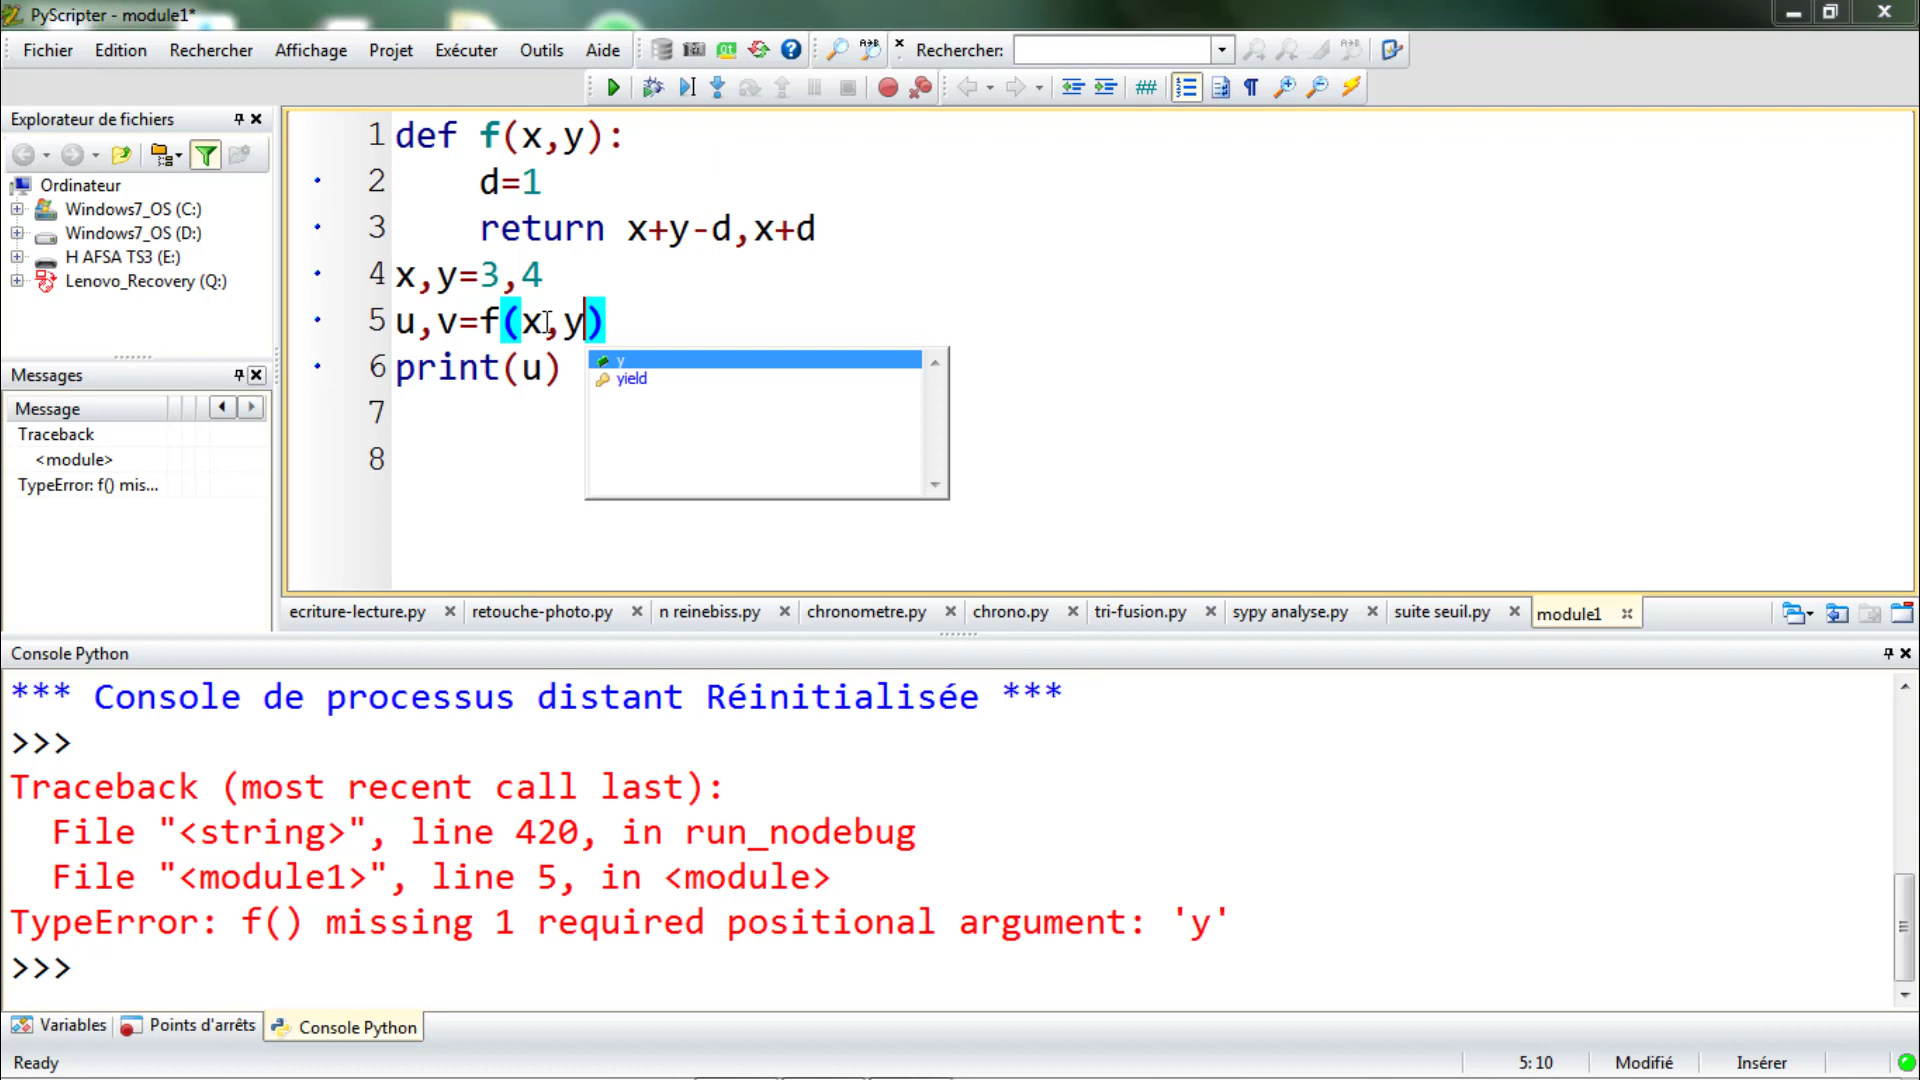 PyScripter - module1*
Fichier Edition Rechercher Affichage Projet Exécuter Outils Aide Rechercher:
Explorateur de fichiers
Ordinateur
Windows7_OS (C:)
Windows7_OS (D:)
H AFSA TS3 (E:)
Lenovo_Recovery (Q:)
Messages
Message
Traceback
<module>
TypeError: f() mis...
1 def f(x,y):
2 d=1
3 return x+y-d,x+d
4 x,y=3,4
5 u,v=f(x,y)
6 print(u)
7
8
y
yield
ecriture-lecture.py retouche-photo.py n reinebiss.py chronometre.py chrono.py tri-fusion.py sypy analyse.py suite seuil.py module1
Console Python
*** Console de processus distant Réinitialisée ***
>>>
Traceback (most recent call last):
File "<string>", line 420, in run_nodebug
File "<module1>", line 5, in <module>
TypeError: f() missing 1 required positional argument: 'y'
>>>
Variables Points d'arrêts Console Python
Ready 5: 10 Modifié Insérer